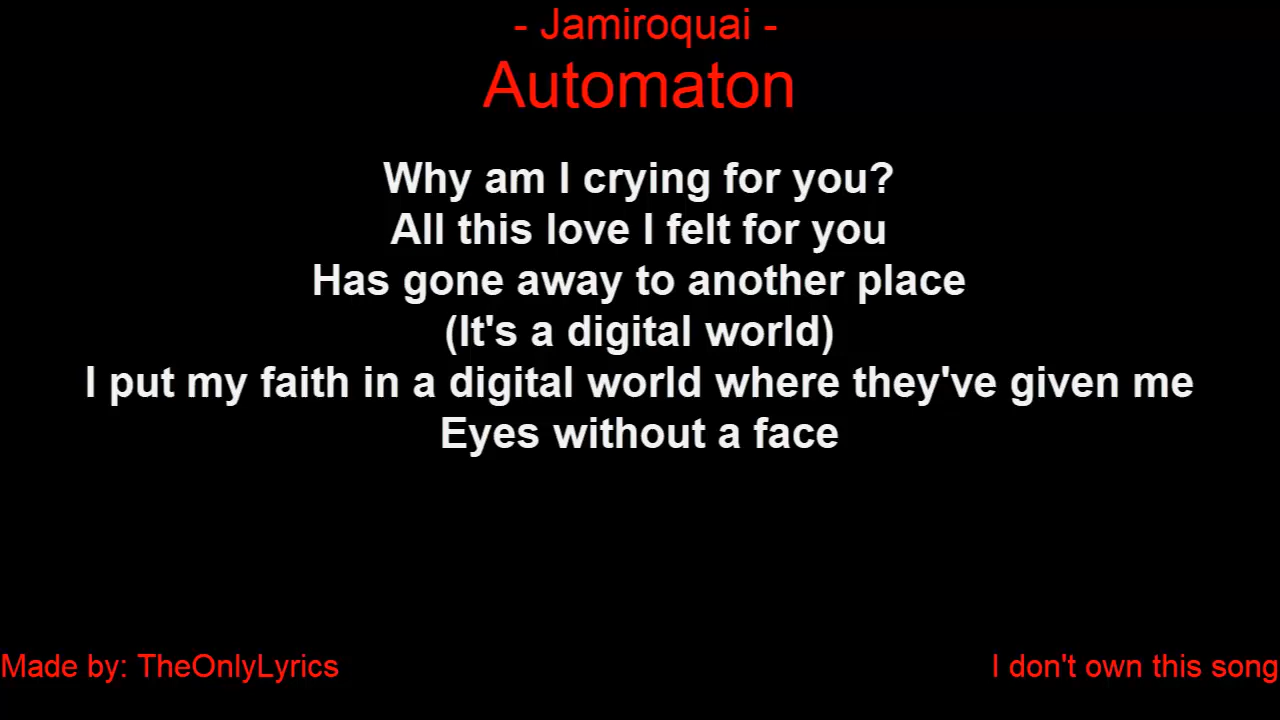 - Jamiroquai -
Automaton
Why am I crying for you?
All this love I felt for you
Has gone away to another place
(It's a digital world)
I put my faith in a digital world where they've given me
Eyes without a face
Made by: TheOnlyLyrics
I don't own this song